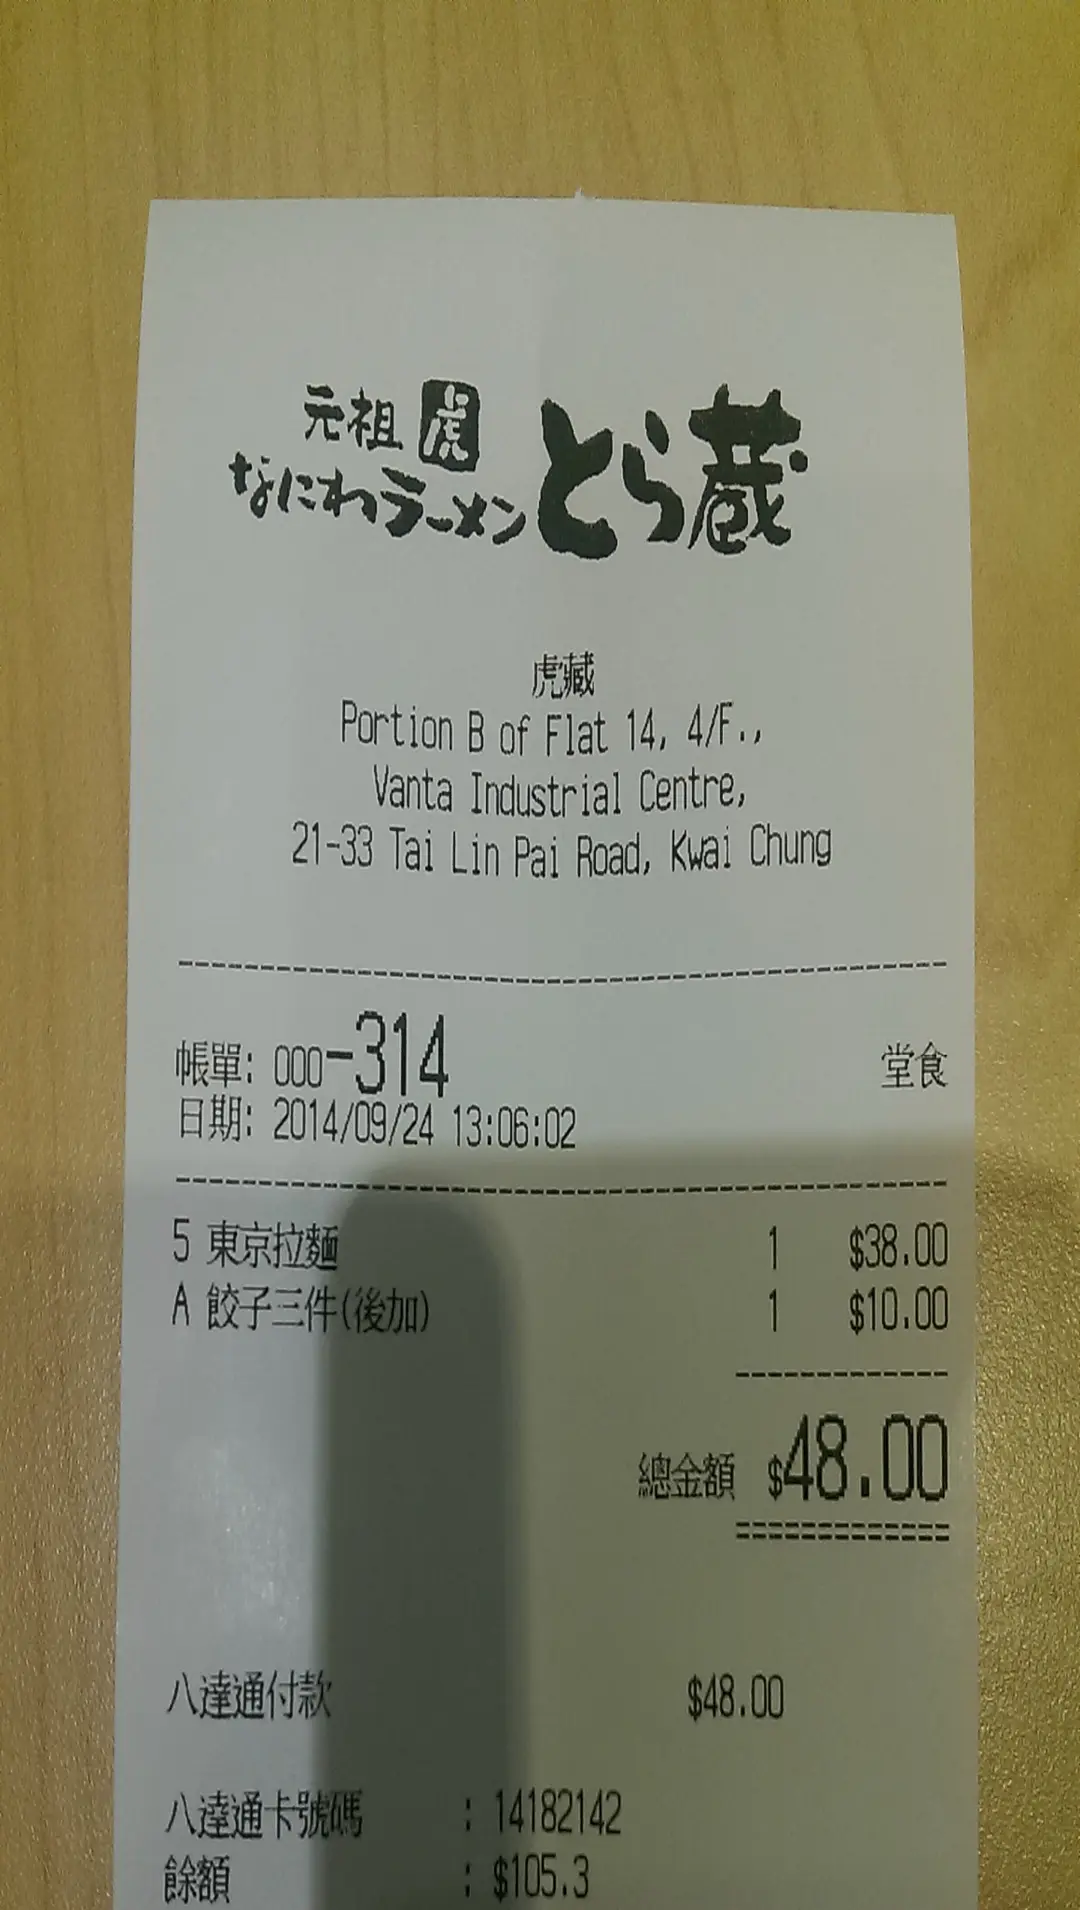 元祖 虎
なにわラーメン とら蔵
虎藏
Portion B of Flat 14, 4/F.,
Vanta Industrial Centre,
21-33 Tai Lin Pai Road, Kwai Chung
帳單: 000-314 堂食
日期: 2014/09/24 13:06:02
5 東京拉麵 1 $38.00
A 餃子三件(後加) 1 $10.00
總金額 $48.00
八達通付款 $48.00
八達通卡號碼 : 14182142
餘額 : $105.3